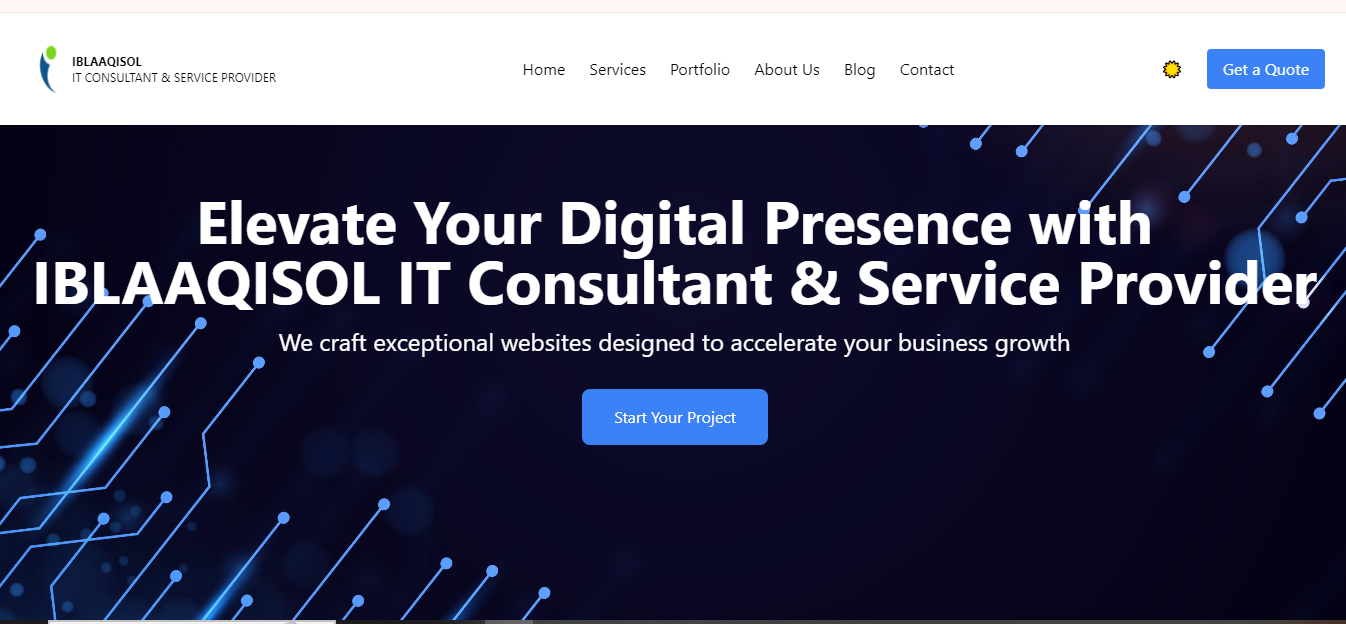 IBLAAQISOL
IT CONSULTANT & SERVICE PROVIDER
Home Services Portfolio About Us Blog Contact
Get a Quote
Elevate Your Digital Presence with
IBLAAQISOL IT Consultant & Service Provider
We craft exceptional websites designed to accelerate your business growth
Start Your Project